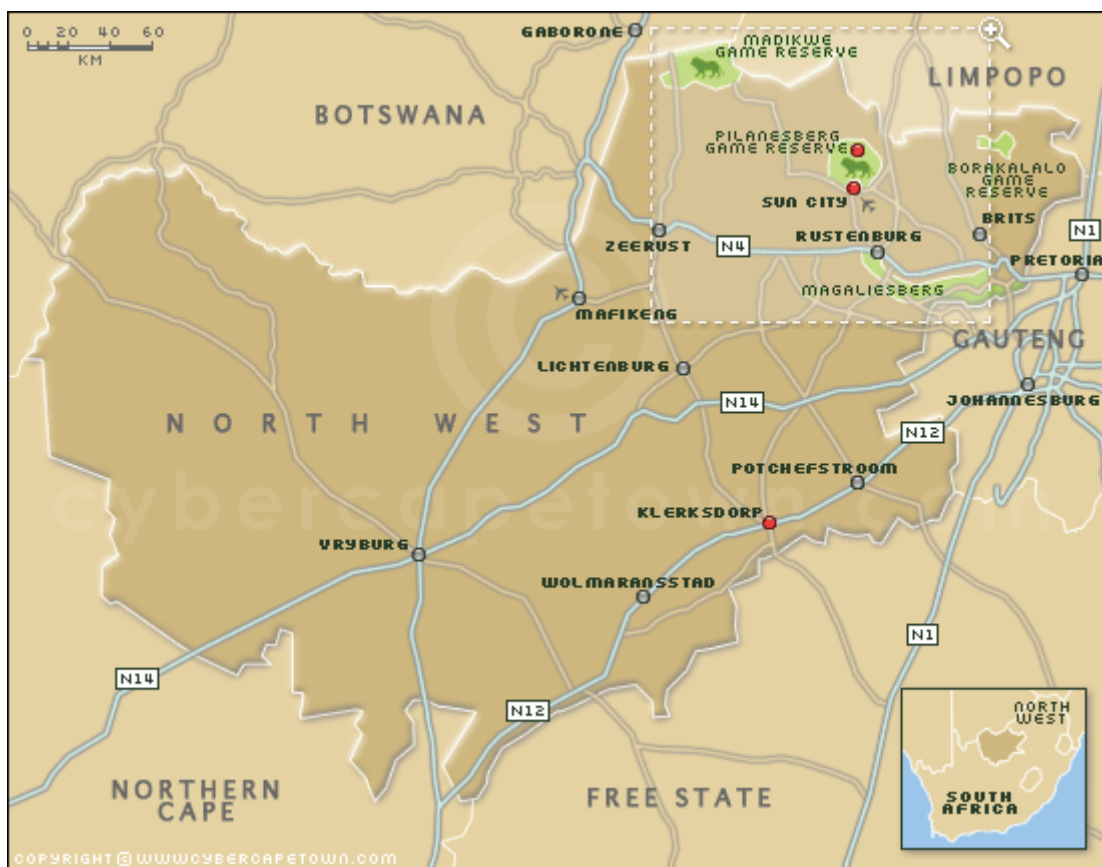 0 20 40 60
KM
GABORONE
MADIKWE
GAME RESERVE
LIMPOPO
BOTSWANA
PILANESBERG
GAME RESERVE
BORAKALALO
GAME
RESERVE
SUN CITY
BRITS
N1
ZEERUST
N4
RUSTENBURG
PRETORIA
MAGALIESBERG
MAFIKENG
GAUTENG
LICHTENBURG
JOHANNESBURG
N14
NORTH WEST
N12
POTCHEFSTROOM
cybercapetown.com
KLERKSDORP
VRYBURG
WOLMARANSSTAD
N1
N14
N12
NORTH
WEST
NORTHERN
CAPE
FREE STATE
SOUTH
AFRICA
COPYRIGHT © WWW.CYBERCAPETOWN.COM